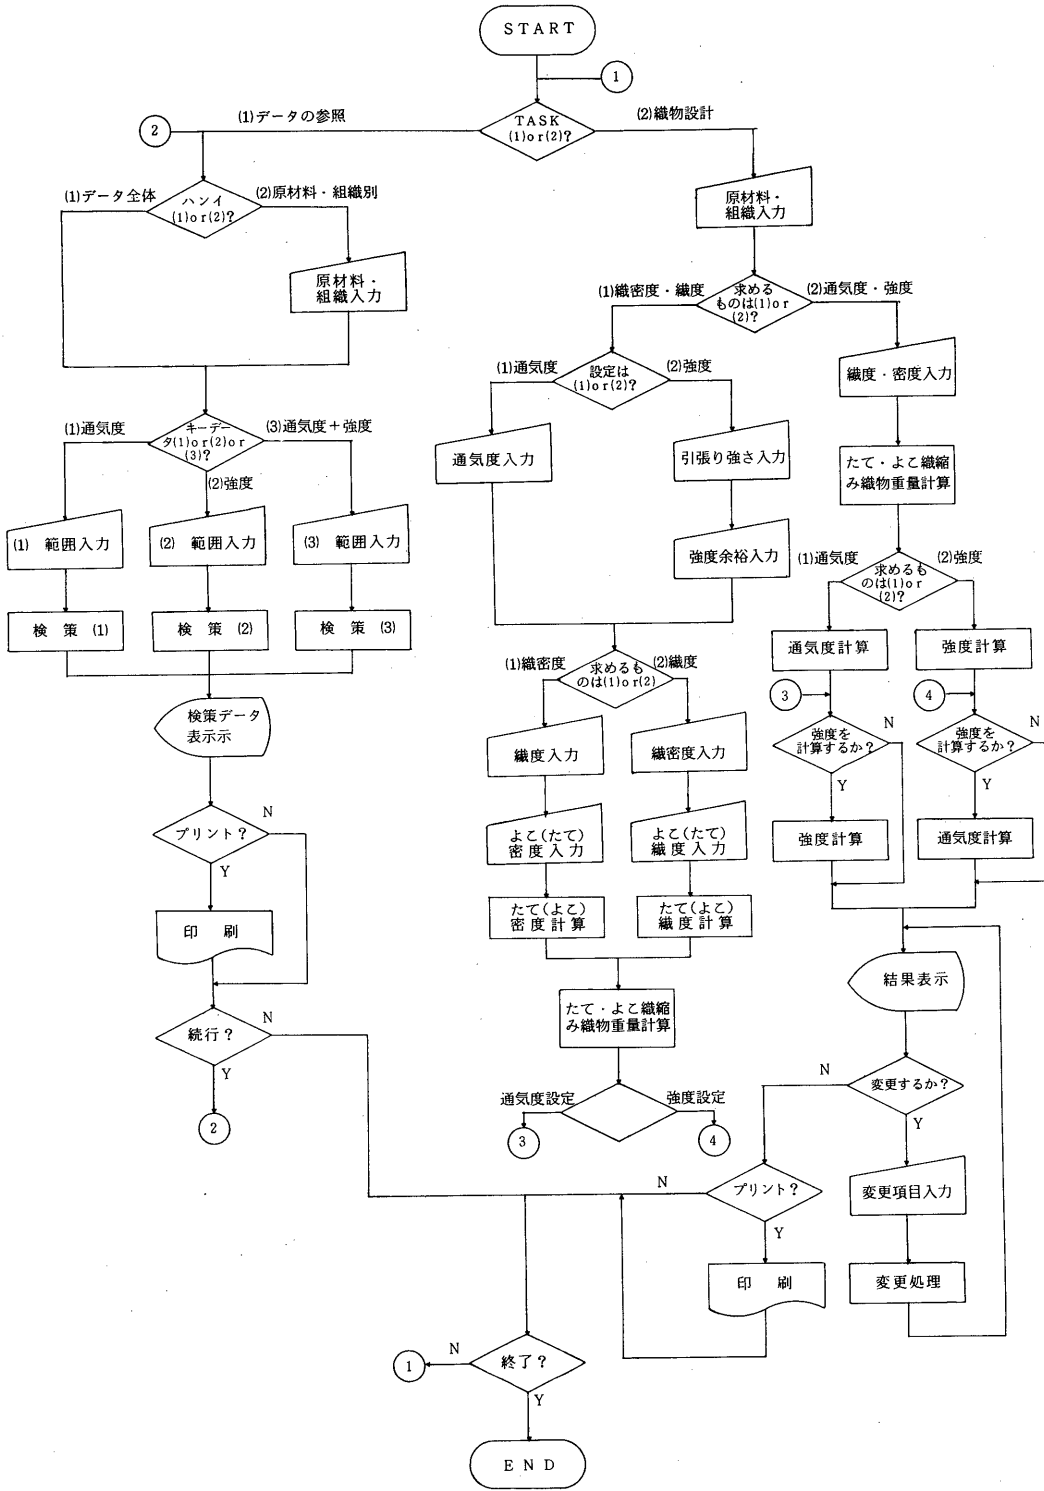 START
1
(1)データの参照
TASK
(1)or(2)?
(2)織物設計
2
(1)データ全体
ハンイ
(1)or(2)?
(2)原材料・組織別
原材料・
組織入力
原材料・
組織入力
(1)織密度・繊度
求める
ものは(1)or
(2)?
(2)通気度・強度
繊度・密度入力
(1)通気度
設定は
(1)or(2)?
(2)強度
(1)通気度
キーデー
タ(1)or(2)or
(3)?
(3)通気度+強度
(2)強度
通気度入力
引張り強さ入力
たて・よこ織縮
み織物重量計算
(1) 範囲入力
(2) 範囲入力
(3) 範囲入力
強度余裕入力
(1)通気度
求めるも
のは(1)or
(2)?
(2)強度
検策 (1)
検策 (2)
検策 (3)
通気度計算
強度計算
(1)織密度
求めるも
のは(1)or(2)
(2)繊度
3
4
検策データ
表示示
繊度入力
織密度入力
強度を
計算するか?
N
強度を
計算するか?
N
Y
Y
プリント?
N
Y
よこ(たて)
密度入力
よこ(たて)
繊度入力
強度計算
通気度計算
印刷
たて(よこ)
密度計算
たて(よこ)
繊度計算
結果表示
たて・よこ織縮
み織物重量計算
続行?
N
Y
2
通気度設定
強度設定
3
4
N
変更するか?
Y
N
プリント?
Y
変更項目入力
印刷
変更処理
1
N
終了?
Y
END